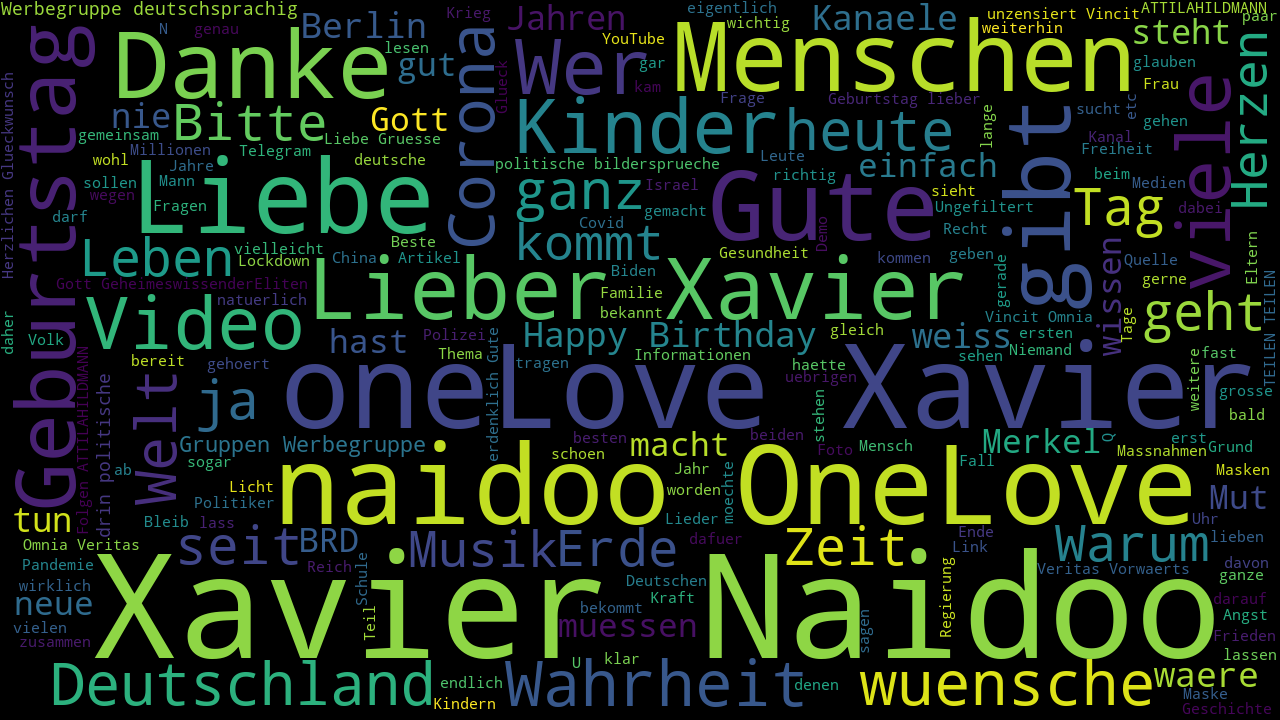 Werbegruppe deutschsprachig
Berlin
Krieg
Jahren
eigentlich
Kanaele
unzensiert Vincit
ATTILAHILDMANN
paar
N
genau
Danke
lesen
gut
Corona
Wer
YouTube
gar
kam
Menschen
wichtig
weiterhin
steht
glauben
Frau
Geburtstag
Herzlichen Glueckwunsch
nie
Bitte
Gott
Glueck
Kinder
Frage
Geburtstag lieber
heute
lange
gibt
sucht
etc
gehen
viele
Herzen
gemeinsam
Millionen
Telegram
Liebe Gruesse
politische bildersprueche
Leute
Kanal
Freiheit
wohl
Jahre
deutsche
einfach
richtig
beim
Medien
sollen
Mann
wegen
Liebe
ganz
Israel
Gute
sieht
Tag
Fragen
gemacht
Ungefiltert
dabei
darf
Covid
Demo
Recht
vielleicht
Beste
kommt
Gesundheit
kommen
geben
Wissen
Quelle
Leben
Lockdown
China
Artikel
Biden
gerade
gerne
Eltern
Gott GeheimeswissenderEliten
Lieber
Familie
Xavier
natuerlich
bekannt
Vincit Omnia
Tage
geht
daher
Volk
Video
hast
Polizei
Happy Birthday
gleich
weiss
ersten
TEILEN TEILEN
bereit
gehoert
Thema
erdenklich Gute
tragen
Informationen
haette
sehen
Niemand
weitere
fast
Folgen ATTILAHILDMANN
drin politische
Welt
ja
oneLove
uebrigen
Xavier
grosse
stehen
bald
Gruppen Werbegruppe
besten
macht
beiden
Mensch
Merkel
Q
erst
Grund
sogar
schoen
Foto
Massnahmen
ab
naidoo
Jahr
OneLove
Fall
Masken
Licht
worden
moechte
Politiker
Mut
tun
Bleib
lass
Lieder
Uhr
Omnia Veritas
seit
BRD
Musik
Erde
dafuer
Zeit
Ende
Link
Warum
lieben
Pandemie
Reich
Schule
Veritas Vorwaerts
davon
wirklich
Xavier Naidoo
Deutschen
Regierung
ganze
neue
Teil
Kraft
darauf
vielen
bekommt
Angst
zusammen
muessen
sagen
Frieden
Deutschland
U
klar
lassen
endlich
Wahrheit
denen
wuensche
waere
Kindern
Maske
Geschichte